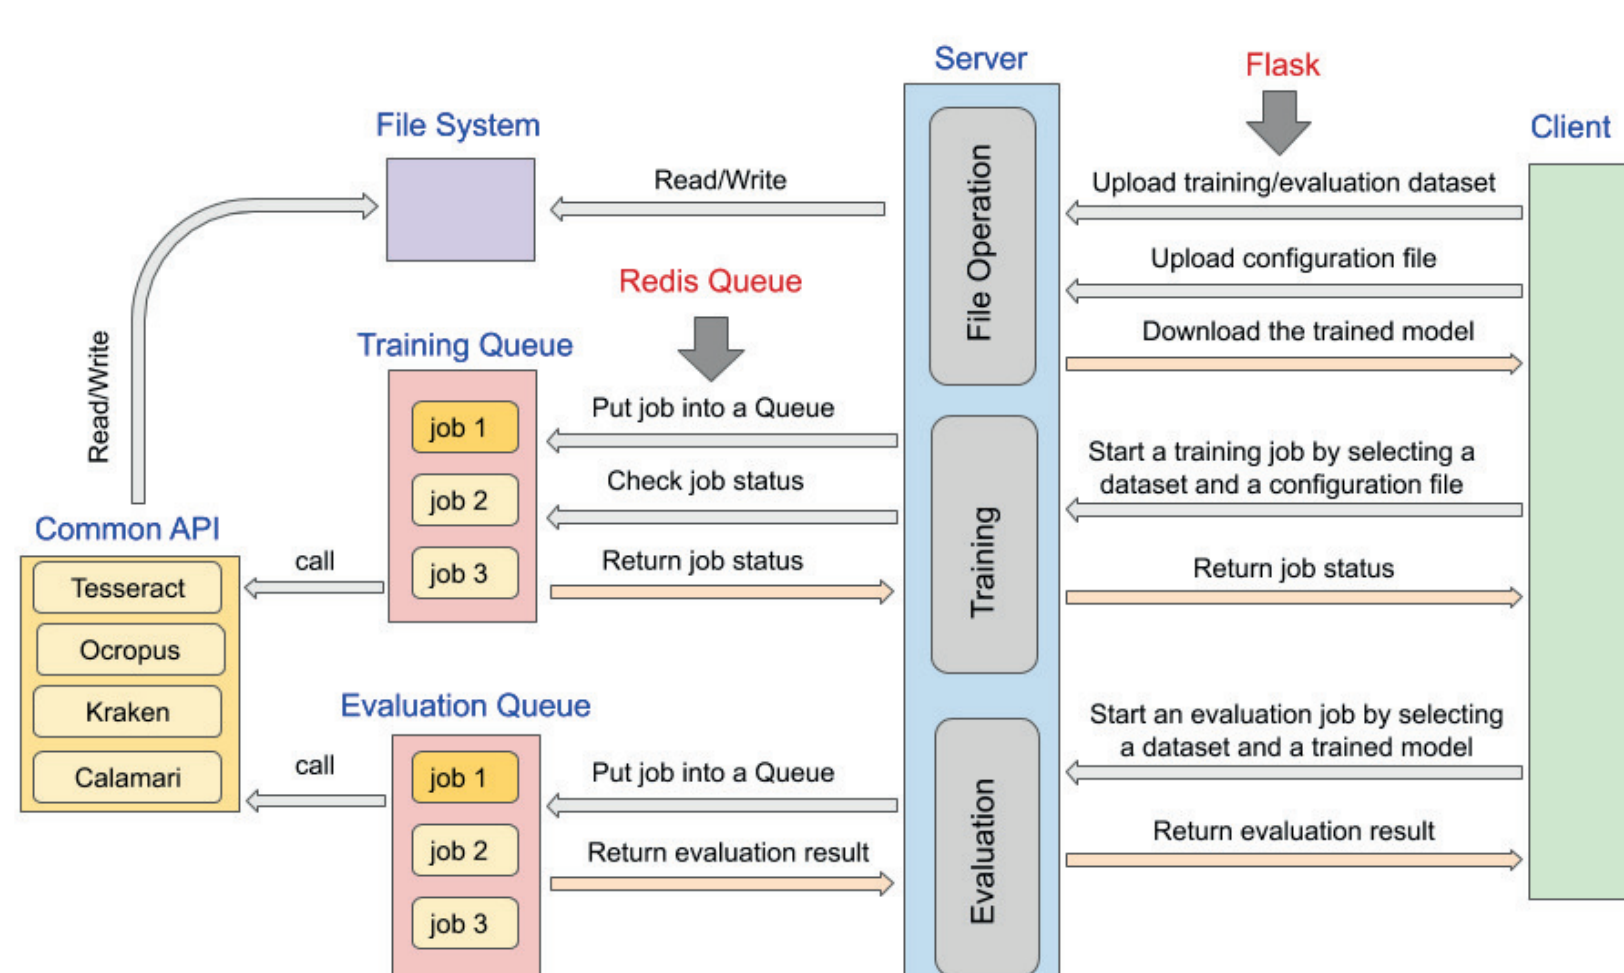 Server
Flask
File System
Client
Read/Write
Upload training/evaluation dataset
File Operation
Upload configuration file
Redis Queue
Download the trained model
Training Queue
Read/Write
job 1
Put job into a Queue
Start a training job by selecting a
dataset and a configuration file
job 2
Check job status
Training
Common API
call
job 3
Return job status
Return job status
Tesseract
Ocropus
Kraken
Calamari
Evaluation Queue
Start an evaluation job by selecting
a dataset and a trained model
call
job 1
Put job into a Queue
Evaluation
job 2
Return evaluation result
Return evaluation result
job 3